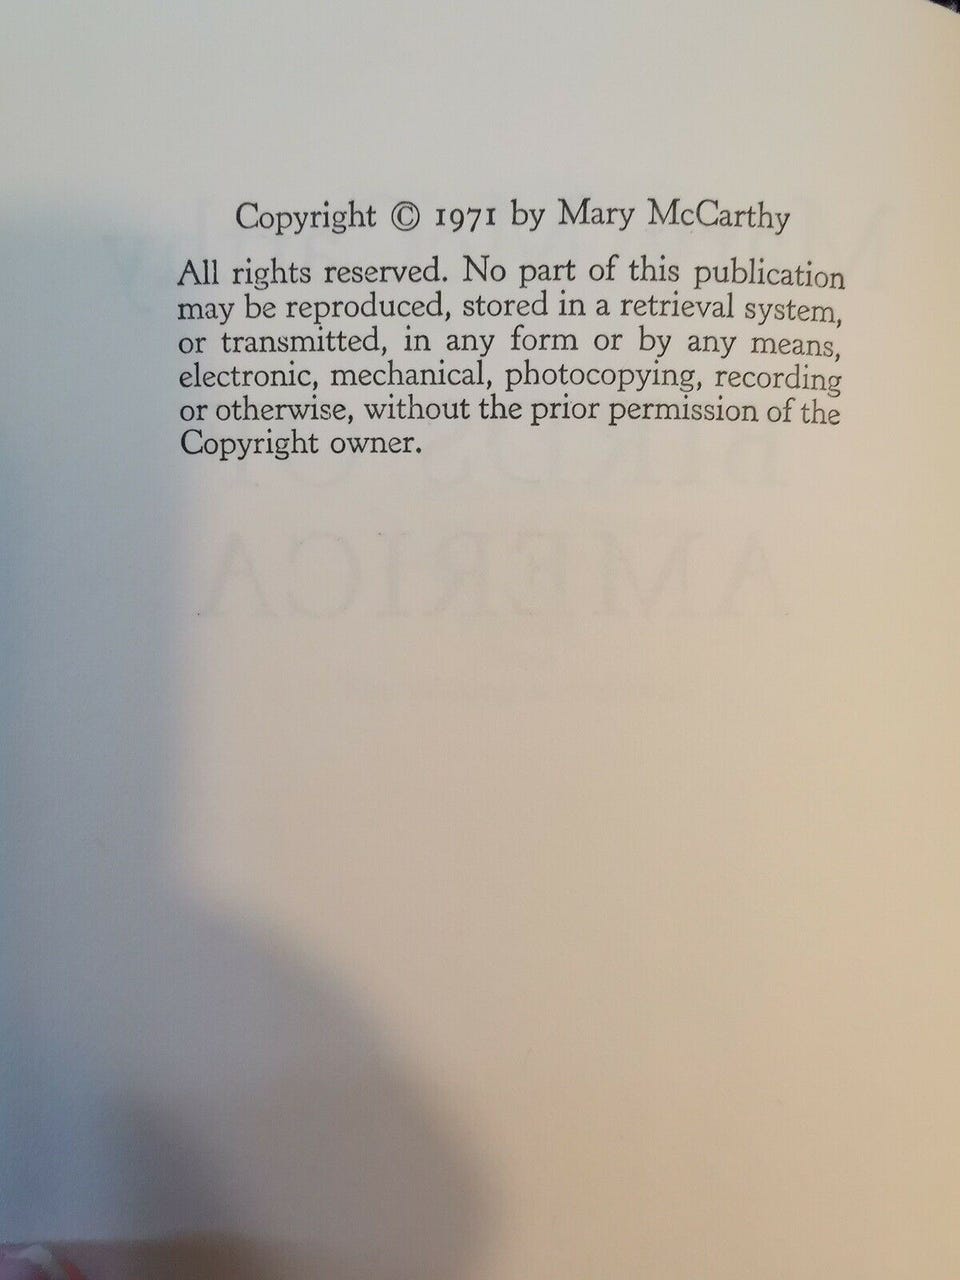 Copyright © 1971 by Mary McCarthy
All rights reserved. No part of this publication
may be reproduced, stored in a retrieval system,
or transmitted, in any form or by any means,
electronic, mechanical, photocopying, recording
or otherwise, without the prior permission of the
Copyright owner.
AMERICA